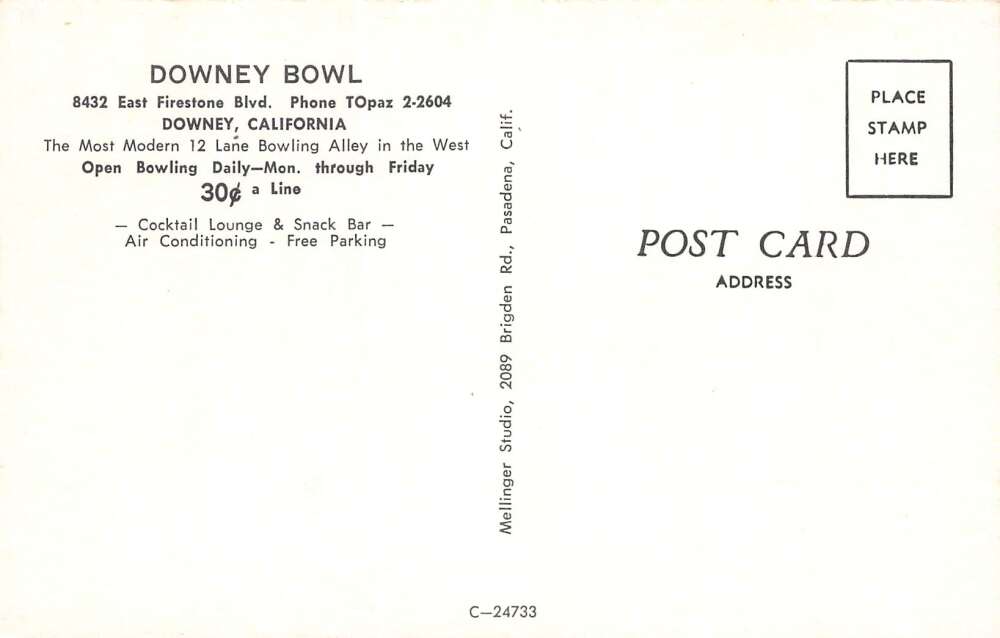 DOWNEY BOWL
8432 East Firestone Blvd. Phone TOpaz 2-2604
DOWNEY, CALIFORNIA
The Most Modern 12 Lane Bowling Alley in the West
Open Bowling Daily—Mon. through Friday
30¢ a Line
— Cocktail Lounge & Snack Bar —
Air Conditioning - Free Parking
Mellinger Studio, 2089 Brigden Rd., Pasadena, Calif.
PLACE
STAMP
HERE
POST CARD
ADDRESS
C—24733